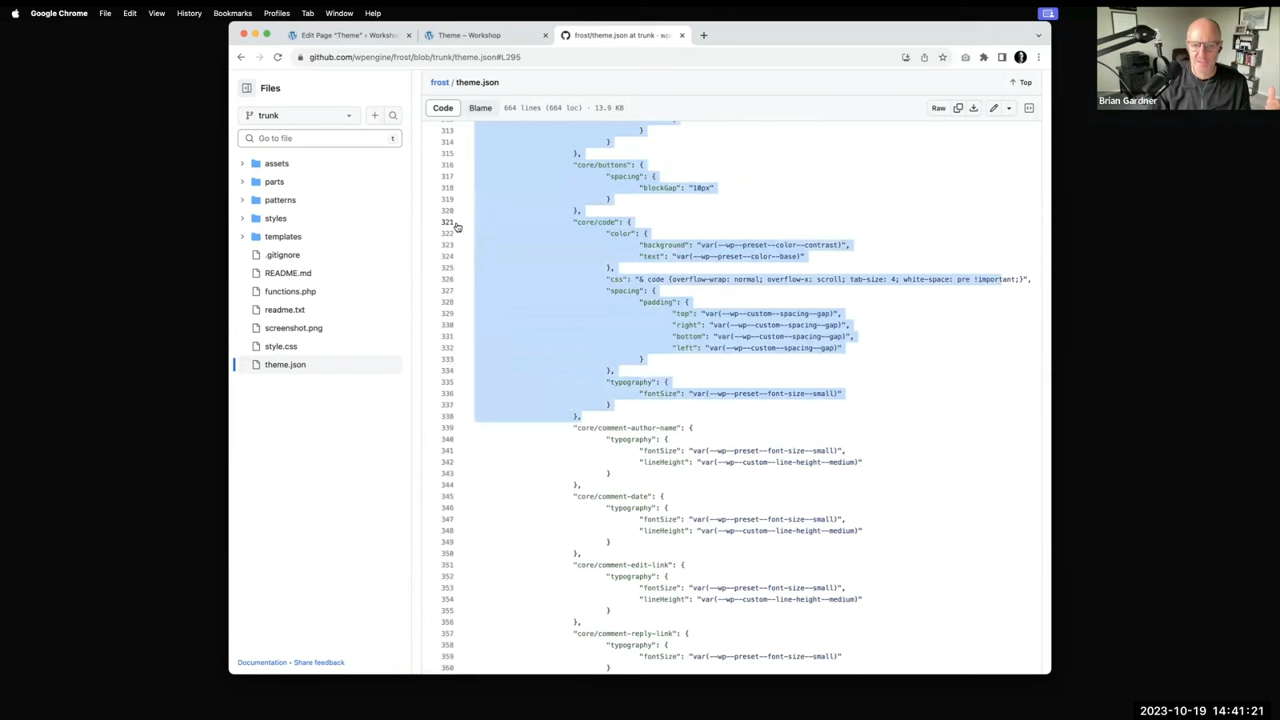 Google Chrome File Edit View History Bookmarks Profiles Tab Window Help
Edit Page "Theme" ‹ Worksho
Theme – Workshop
frost/theme.json at trunk · wp
github.com/wpengine/frost/blob/trunk/theme.json#L295
Files
trunk
Go to file t
assets
parts
patterns
styles
templates
.gitignore
README.md
functions.php
readme.txt
screenshot.png
style.css
theme.json
Documentation • Share feedback
frost / theme.json
Top
Code Blame 664 lines (664 loc) · 13.9 KB
Raw
313 }
314 }
315 },
316 "core/buttons": {
317 "spacing": {
318 "blockGap": "10px"
319 }
320 },
321 "core/code": {
322 "color": {
323 "background": "var(--wp--preset--color--contrast)",
324 "text": "var(--wp--preset--color--base)"
325 },
326 "css": "& code {overflow-wrap: normal; overflow-x: scroll; tab-size: 4; white-space: pre !important;}",
327 "spacing": {
328 "padding": {
329 "top": "var(--wp--custom--spacing--gap)",
330 "right": "var(--wp--custom--spacing--gap)",
331 "bottom": "var(--wp--custom--spacing--gap)",
332 "left": "var(--wp--custom--spacing--gap)"
333 }
334 },
335 "typography": {
336 "fontSize": "var(--wp--preset--font-size--small)"
337 }
338 },
339 "core/comment-author-name": {
340 "typography": {
341 "fontSize": "var(--wp--preset--font-size--small)",
342 "lineHeight": "var(--wp--custom--line-height--medium)"
343 }
344 },
345 "core/comment-date": {
346 "typography": {
347 "fontSize": "var(--wp--preset--font-size--small)",
348 "lineHeight": "var(--wp--custom--line-height--medium)"
349 }
350 },
351 "core/comment-edit-link": {
352 "typography": {
353 "fontSize": "var(--wp--preset--font-size--small)",
354 "lineHeight": "var(--wp--custom--line-height--medium)"
355 }
356 },
357 "core/comment-reply-link": {
358 "typography": {
359 "fontSize": "var(--wp--preset--font-size--small)"
360 }
Brian Gardner
2023-10-19 14:41:21